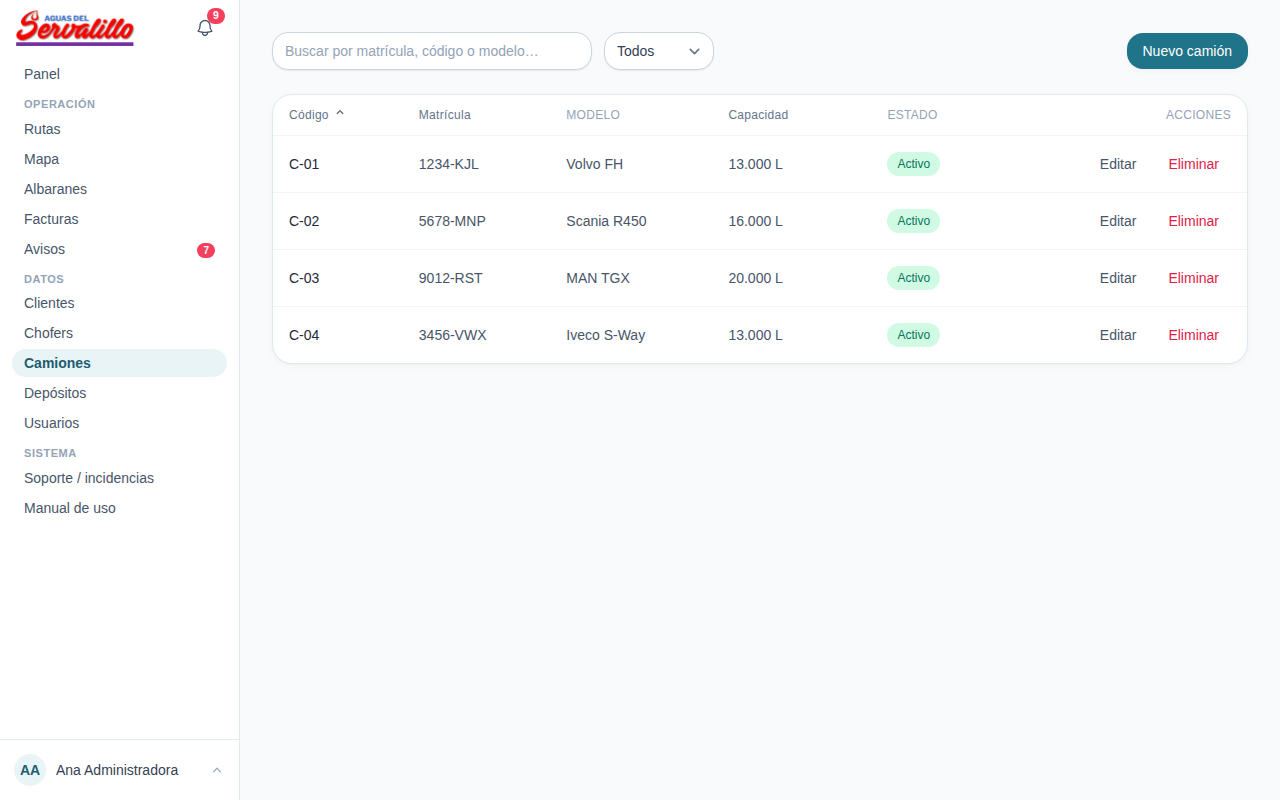 AGUAS DEL
Servalillo
9
Panel
OPERACIÓN
Rutas
Mapa
Albaranes
Facturas
Avisos 7
DATOS
Clientes
Chofers
Camiones
Depósitos
Usuarios
SISTEMA
Soporte / incidencias
Manual de uso
AA Ana Administradora
Buscar por matrícula, código o modelo… Todos Nuevo camión
Código Matrícula MODELO Capacidad ESTADO ACCIONES
C-01 1234-KJL Volvo FH 13.000 L Activo Editar Eliminar
C-02 5678-MNP Scania R450 16.000 L Activo Editar Eliminar
C-03 9012-RST MAN TGX 20.000 L Activo Editar Eliminar
C-04 3456-VWX Iveco S-Way 13.000 L Activo Editar Eliminar